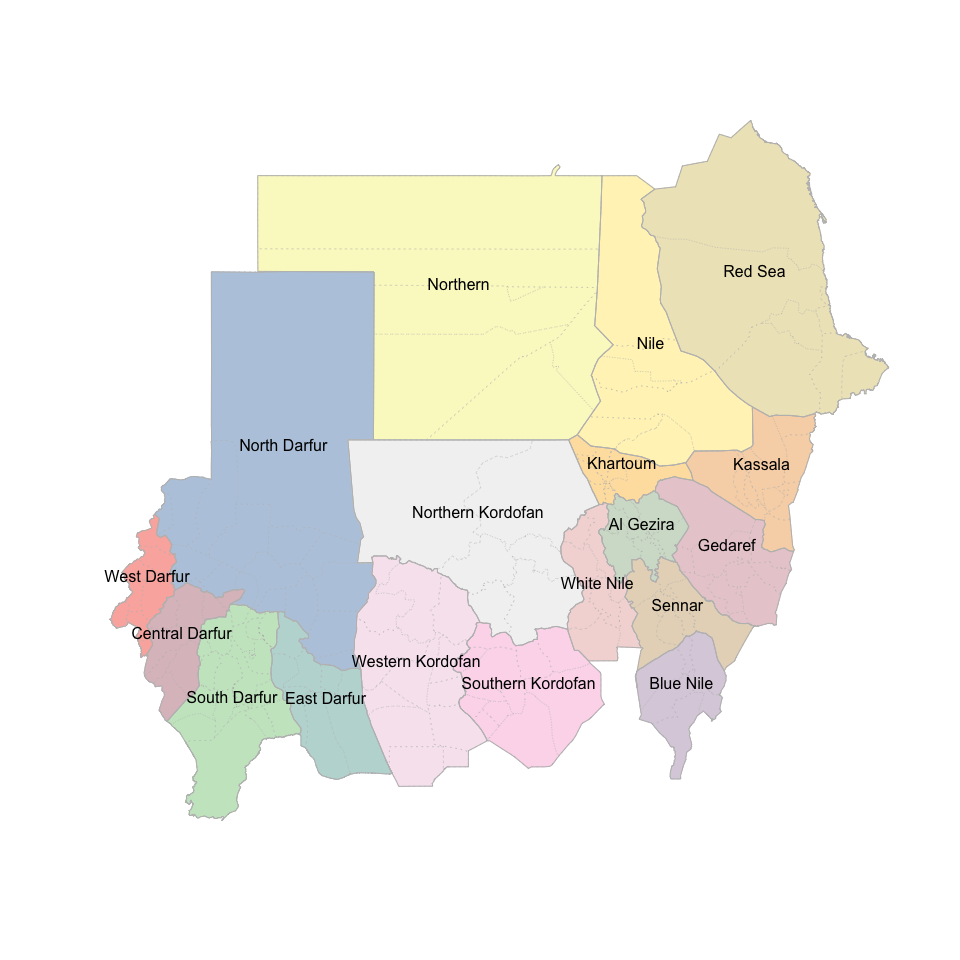 Red Sea
Northern
Nile
North Darfur
Khartoum
Kassala
Northern Kordofan
Al Gezira
Gedaref
West Darfur
White Nile
Sennar
Central Darfur
Western Kordofan
Southern Kordofan
Blue Nile
South Darfur
East Darfur